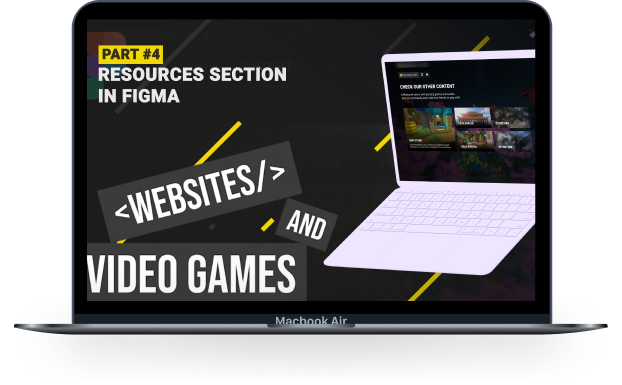 PART #4
RESOURCES SECTION
IN FIGMA
CHECK OUR OTHER CONTENT
<WEBSITES/>
AND
VIDEO GAMES
Macbook Air